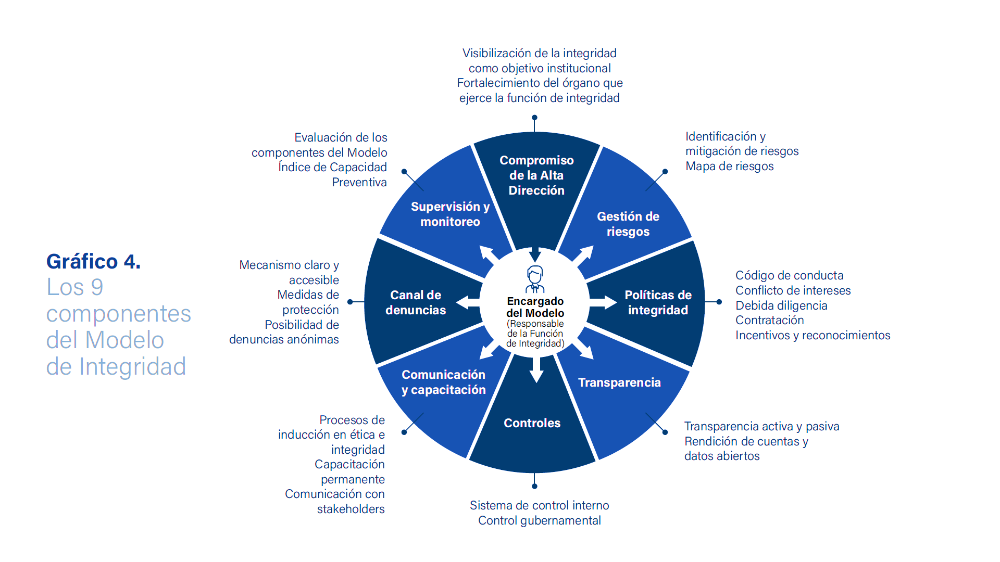 Gráfico 4.
Los 9
componentes
del Modelo
de Integridad
Visibilización de la integridad
como objetivo institucional
Fortalecimiento del órgano que
ejerce la función de integridad
Compromiso
de la Alta
Dirección
Identificación y
mitigación de riesgos
Mapa de riesgos
Gestión de
riesgos
Código de conducta
Conflicto de intereses
Debida diligencia
Contratación
Incentivos y reconocimientos
Políticas de
integridad
Transparencia activa y pasiva
Rendición de cuentas y
datos abiertos
Transparencia
Sistema de control interno
Control gubernamental
Controles
Procesos de
inducción en ética e
integridad
Capacitación
permanente
Comunicación con
stakeholders
Comunicación
y capacitación
Mecanismo claro y
accesible
Medidas de
protección
Posibilidad de
denuncias anónimas
Canal de
denuncias
Evaluación de los
componentes del Modelo
Índice de Capacidad
Preventiva
Supervisión y
monitoreo
Encargado
del Modelo
(Responsable
de la Función
de Integridad)